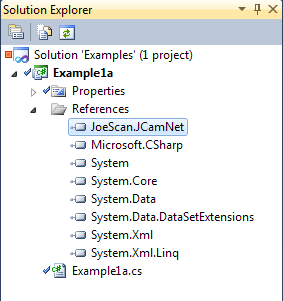 Solution Explorer
Solution 'Examples' (1 project)
Example1a
Properties
References
JoeScan.JCamNet
Microsoft.CSharp
System
System.Core
System.Data
System.Data.DataSetExtensions
System.Xml
System.Xml.Linq
Example1a.cs